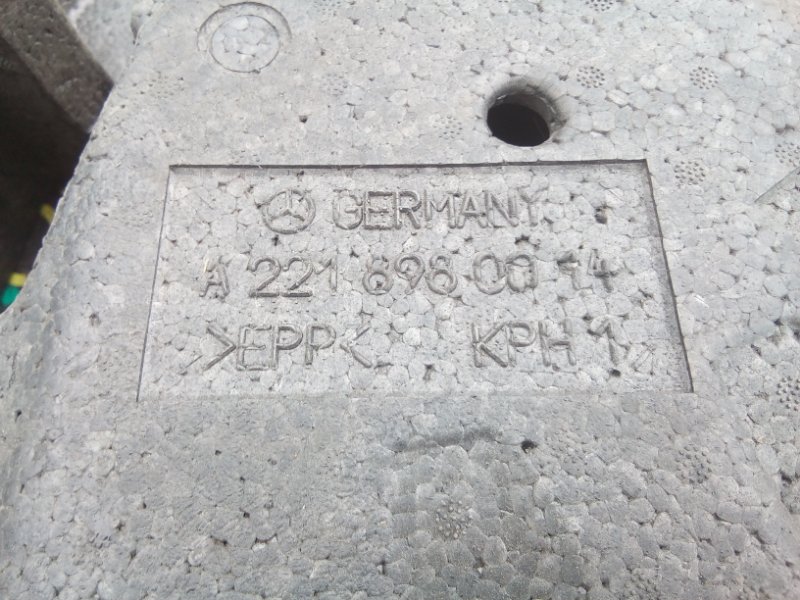 GERMANY
A 221 898 00 14
>EPP< KPH 1